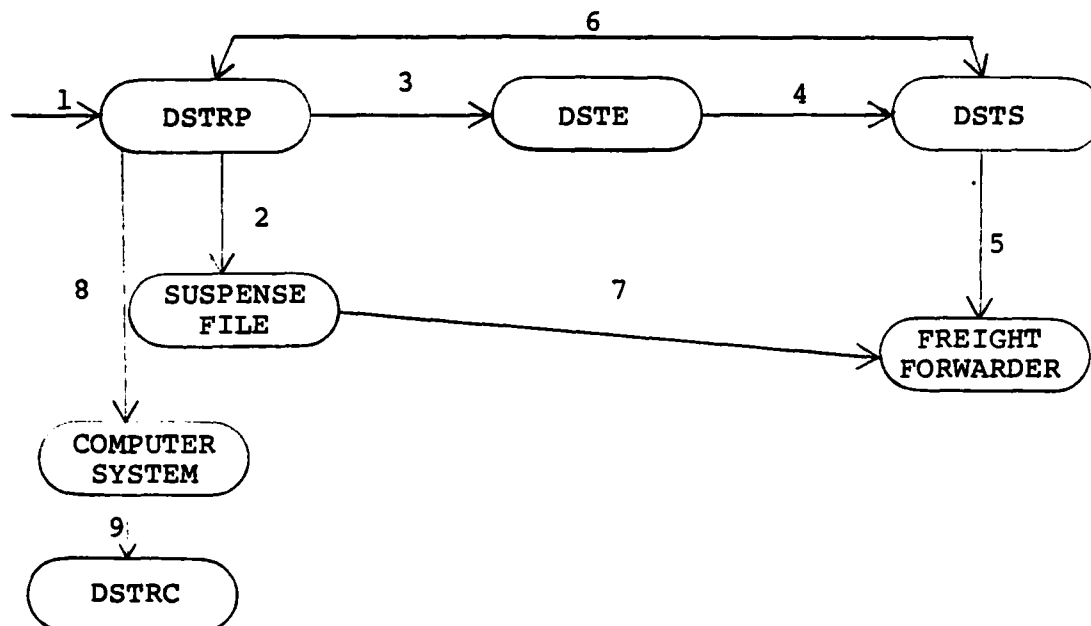 6
1
DSTRP
3
DSTE
4
DSTS
2
5
8
SUSPENSE
FILE
7
FREIGHT
FORWARDER
COMPUTER
SYSTEM
9
DSTRC